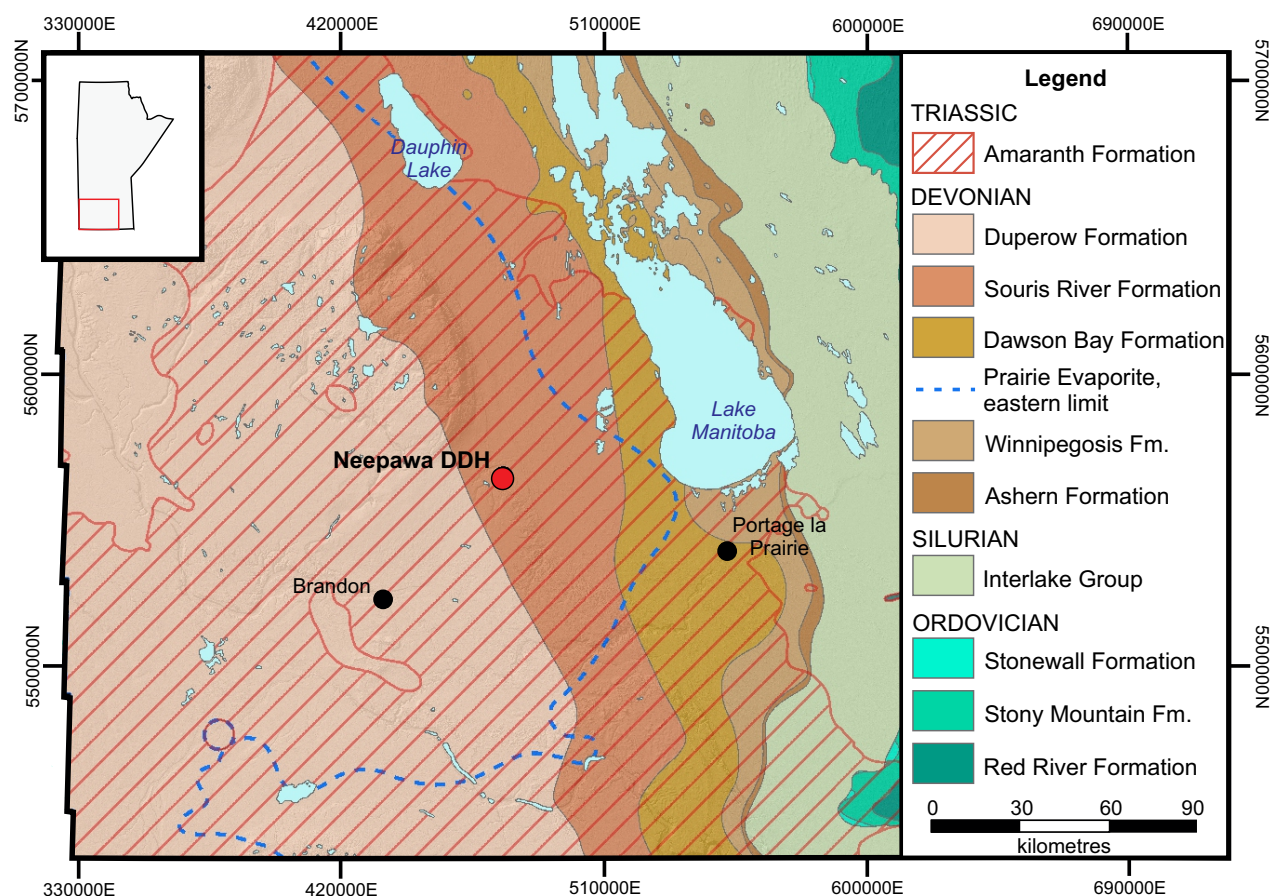 330000E
420000E
510000E
600000E
690000E
5700000N
5600000N
5500000N
5700000N
5600000N
5500000N
Dauphin
Lake
Lake
Manitoba
Neepawa DDH
Portage la
Prairie
Brandon
Legend
TRIASSIC
Amaranth Formation
DEVONIAN
Duperow Formation
Souris River Formation
Dawson Bay Formation
Prairie Evaporite,
eastern limit
Winnipegosis Fm.
Ashern Formation
SILURIAN
Interlake Group
ORDOVICIAN
Stonewall Formation
Stony Mountain Fm.
Red River Formation
0 30 60 90
kilometres
330000E
420000E
510000E
600000E
690000E